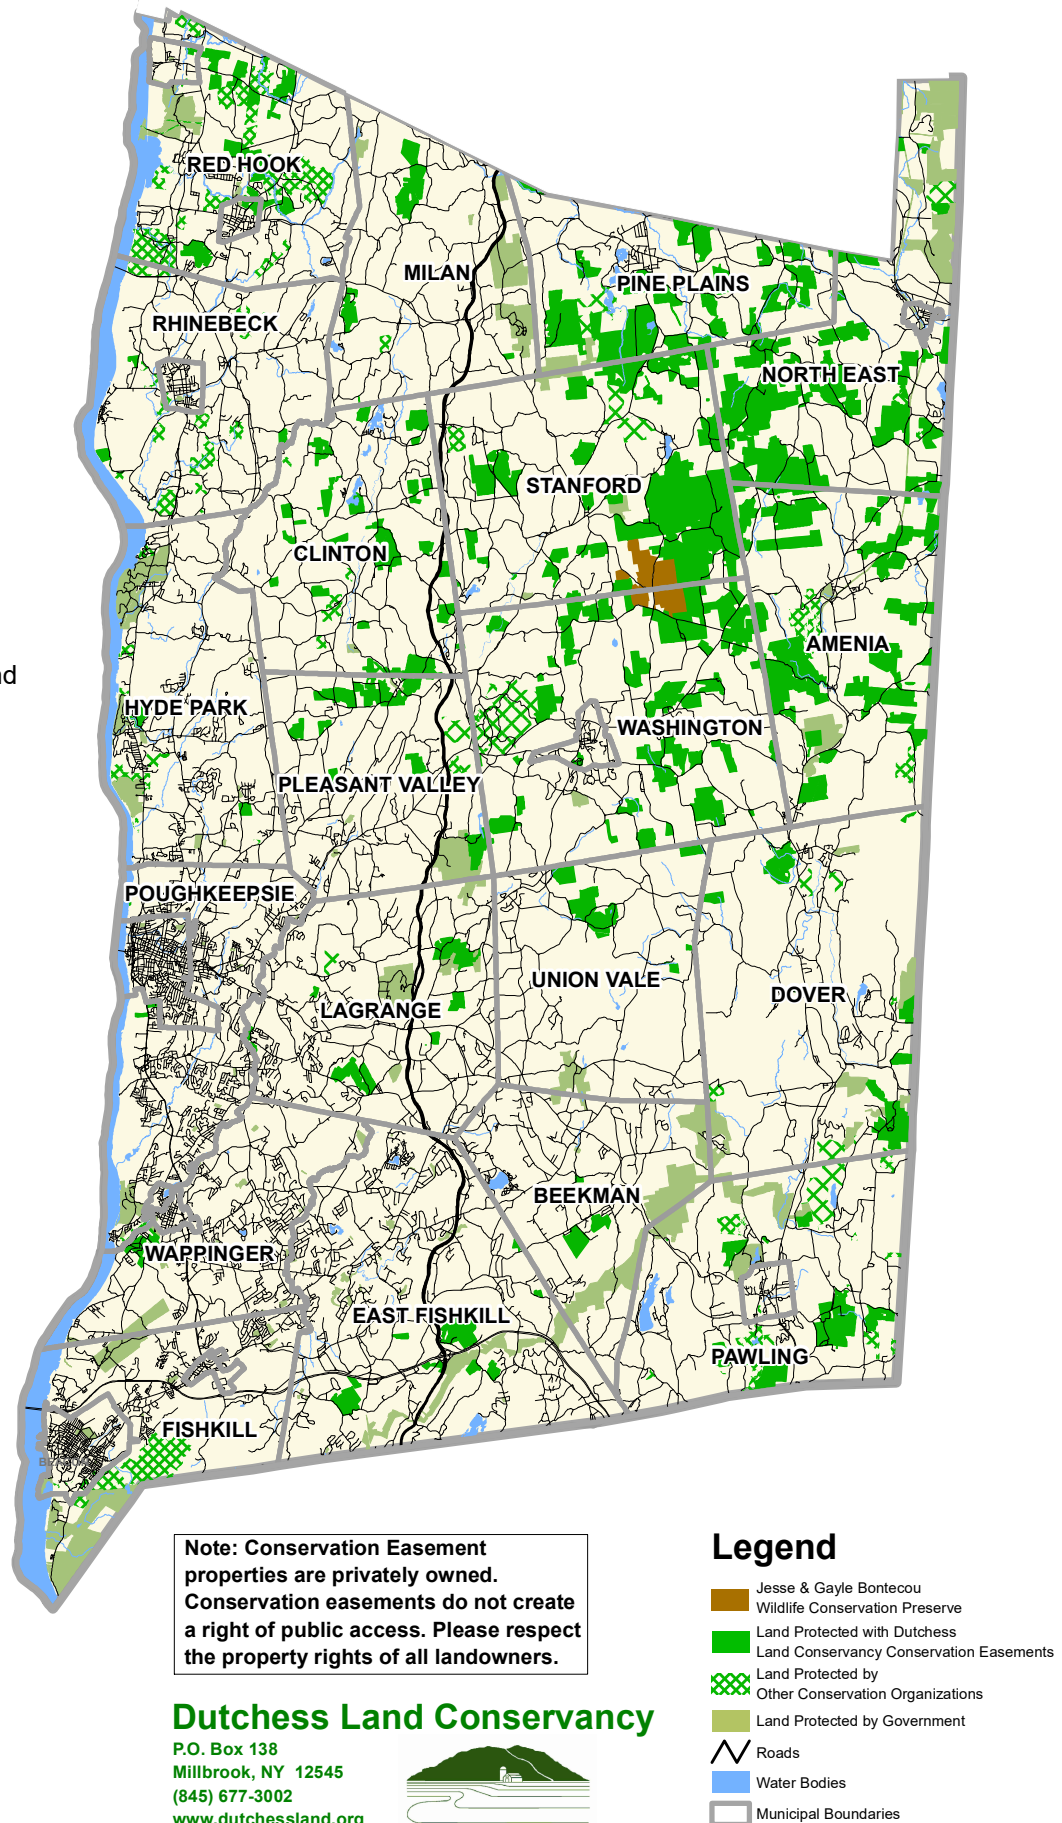 RED HOOK
MILAN
PINE PLAINS
RHINEBECK
NORTH EAST
STANFORD
CLINTON
AMENIA
nd
HYDE PARK
WASHINGTON
PLEASANT VALLEY
POUGHKEEPSIE
UNION VALE
DOVER
LAGRANGE
BEEKMAN
WAPPINGER
EAST FISHKILL
PAWLING
FISHKILL
Note: Conservation Easement
properties are privately owned.
Conservation easements do not create
a right of public access. Please respect
the property rights of all landowners.
Dutchess Land Conservancy
P.O. Box 138
Millbrook, NY 12545
(845) 677-3002
www.dutchessland.org
Legend
Jesse & Gayle Bontecou
Wildlife Conservation Preserve
Land Protected with Dutchess
Land Conservancy Conservation Easements
Land Protected by
Other Conservation Organizations
Land Protected by Government
Roads
Water Bodies
Municipal Boundaries